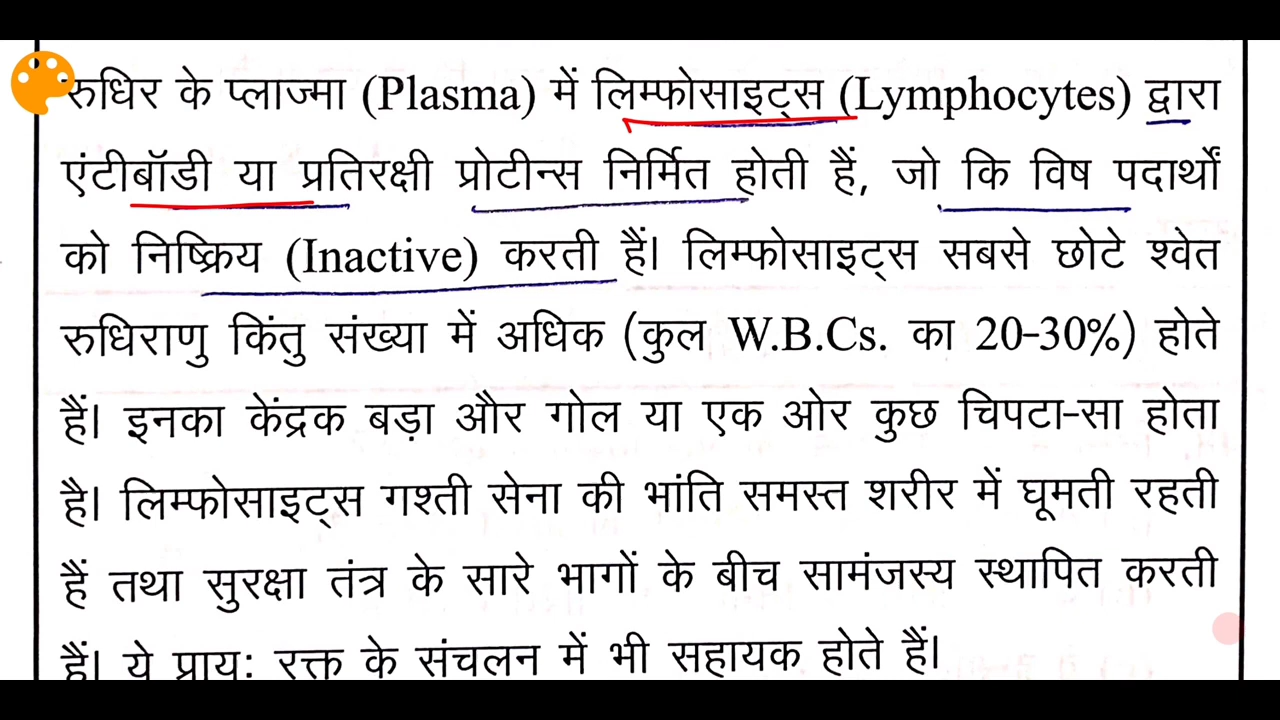 रुधिर के प्लाज्मा (Plasma) में लिम्फोसाइट्स (Lymphocytes) द्वारा
एंटीबॉडी या प्रतिरक्षी प्रोटीन्स निर्मित होती हैं, जो कि विष पदार्थों
को निष्क्रिय (Inactive) करती हैं। लिम्फोसाइट्स सबसे छोटे श्वेत
रुधिराणु किंतु संख्या में अधिक (कुल W.B.Cs. का 20-30%) होते
हैं। इनका केंद्रक बड़ा और गोल या एक ओर कुछ चिपटा-सा होता
है। लिम्फोसाइट्स गश्ती सेना की भांति समस्त शरीर में घूमती रहती
हैं तथा सुरक्षा तंत्र के सारे भागों के बीच सामंजस्य स्थापित करती
हैं। ये प्रायः रक्त के संचलन में भी सहायक होते हैं।